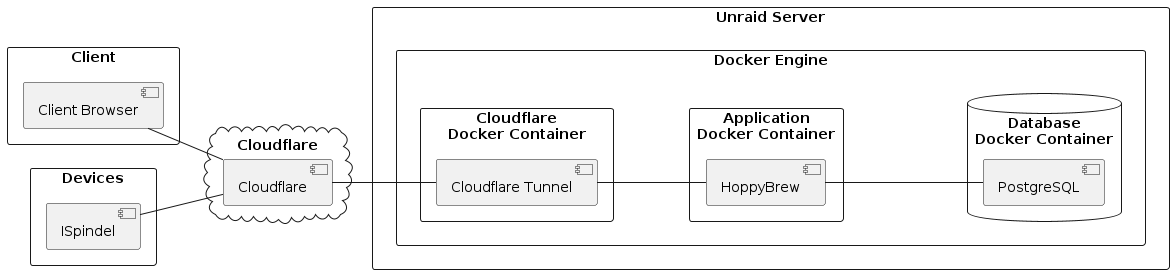 Client
Client Browser
Devices
ISpindel
Cloudflare
Cloudflare
Unraid Server
Docker Engine
Cloudflare
Docker Container
Cloudflare Tunnel
Application
Docker Container
HoppyBrew
Database
Docker Container
PostgreSQL